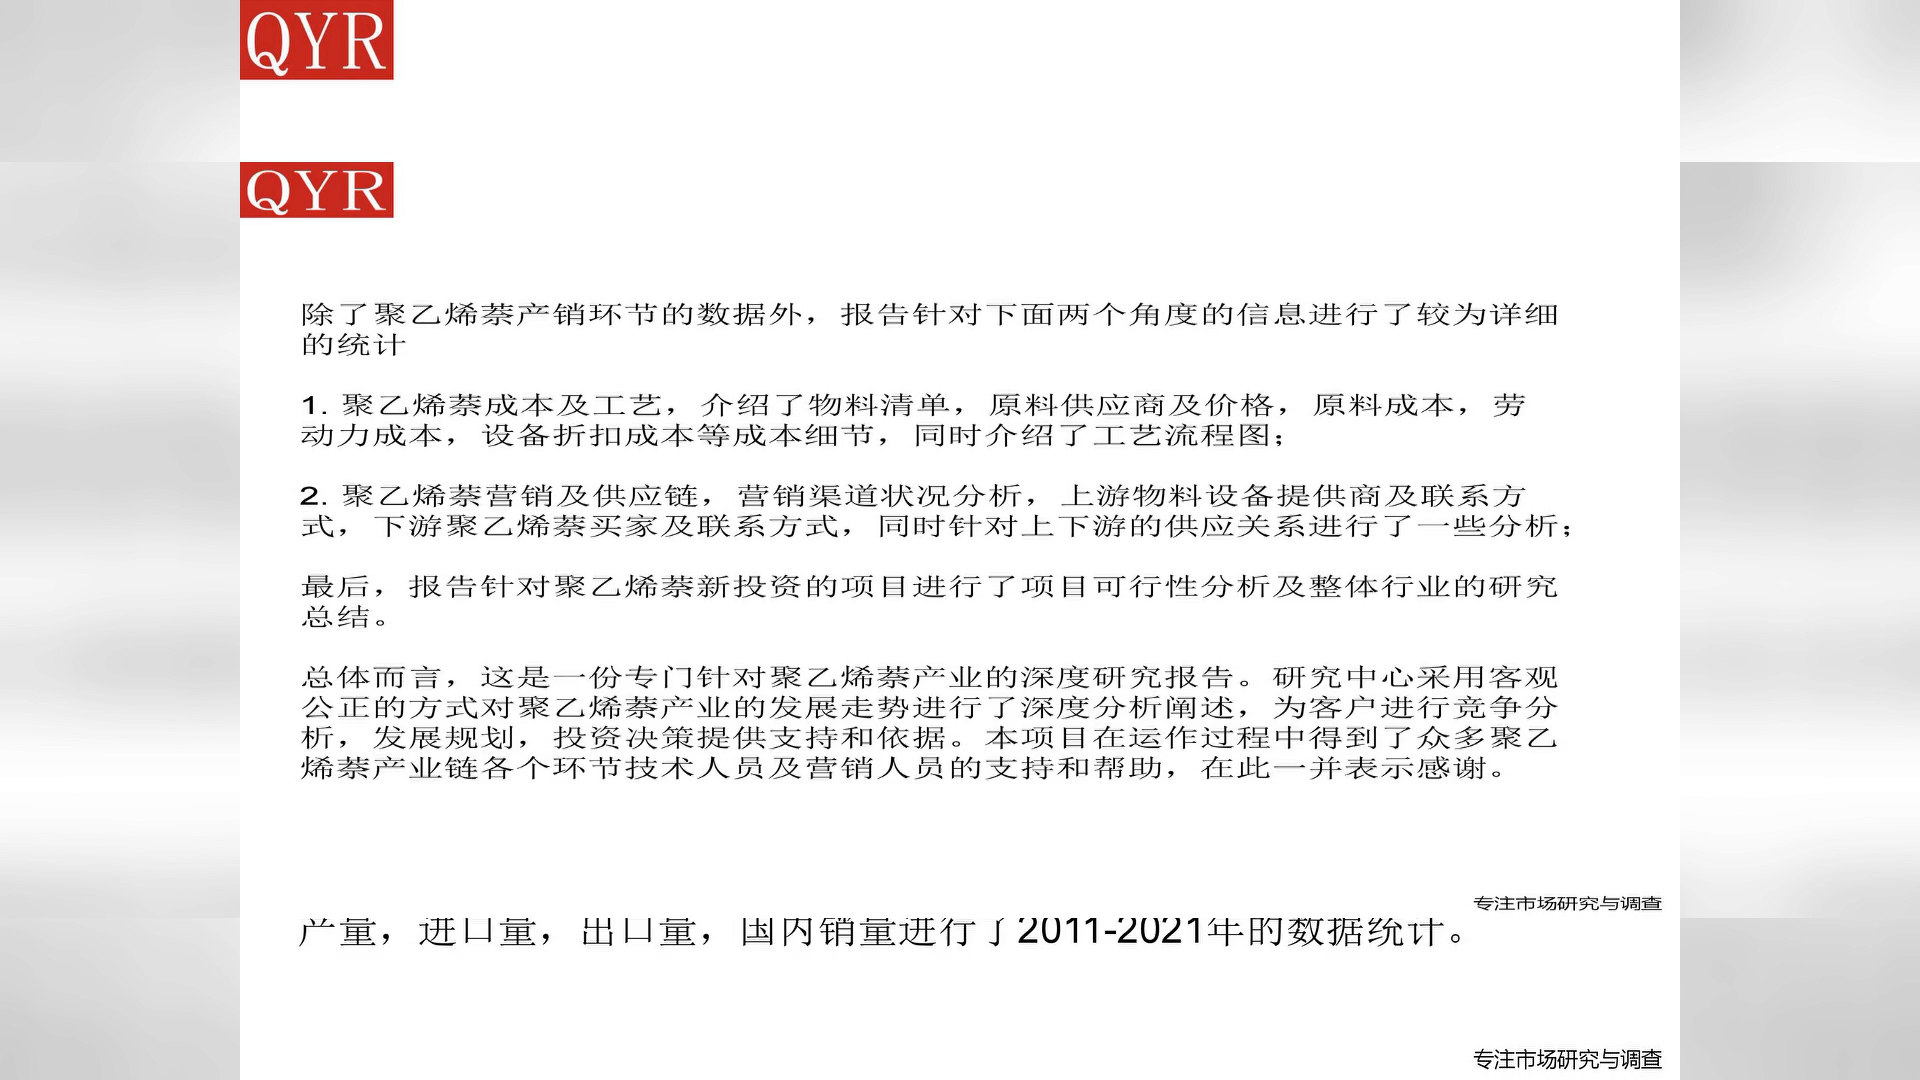 QYR
QYR
除了聚乙烯萘产销环节的数据外，报告针对下面两个角度的信息进行了较为详细
的统计
1. 聚乙烯萘成本及工艺，介绍了物料清单，原料供应商及价格，原料成本，劳
动力成本，设备折扣成本等成本细节，同时介绍了工艺流程图；
2. 聚乙烯萘营销及供应链，营销渠道状况分析，上游物料设备提供商及联系方
式，下游聚乙烯萘买家及联系方式，同时针对上下游的供应关系进行了一些分析；
最后，报告针对聚乙烯萘新投资的项目进行了项目可行性分析及整体行业的研究
总结。
总体而言，这是一份专门针对聚乙烯萘产业的深度研究报告。研究中心采用客观
公正的方式对聚乙烯萘产业的发展走势进行了深度分析阐述，为客户进行竞争分
析，发展规划，投资决策提供支持和依据。本项目在运作过程中得到了众多聚乙
烯萘产业链各个环节技术人员及营销人员的支持和帮助，在此一并表示感谢。
专注市场研究与调查
产量，进口量，出口量，国内销量进行了2011-2021年的数据统计。
专注市场研究与调查